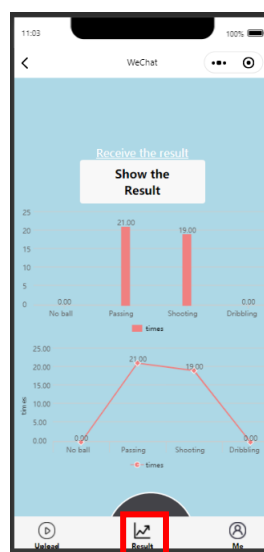 11:03 100%
WeChat
Receive the result
Show the
Result
25
20
15
10
5
0
0.00 21.00 19.00 0.00
No ball Passing Shooting Dribbling
times
25.00
20.00
15.00
10.00
5.00
0.00
times
0.00 21.00 19.00 0.00
No ball Passing Shooting Dribbling
times
Upload Result Me